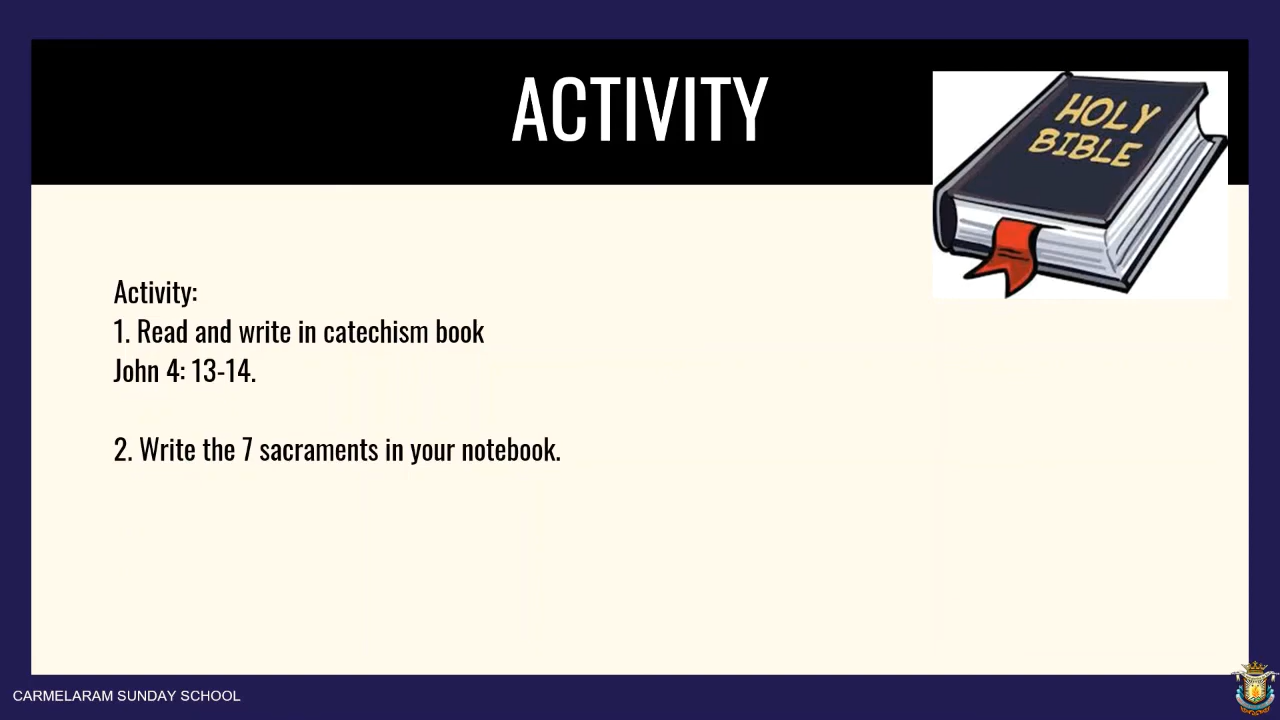 ACTIVITY
HOLY
BIBLE
Activity:
1. Read and write in catechism book
John 4: 13-14.
2. Write the 7 sacraments in your notebook.
CARMELARAM SUNDAY SCHOOL